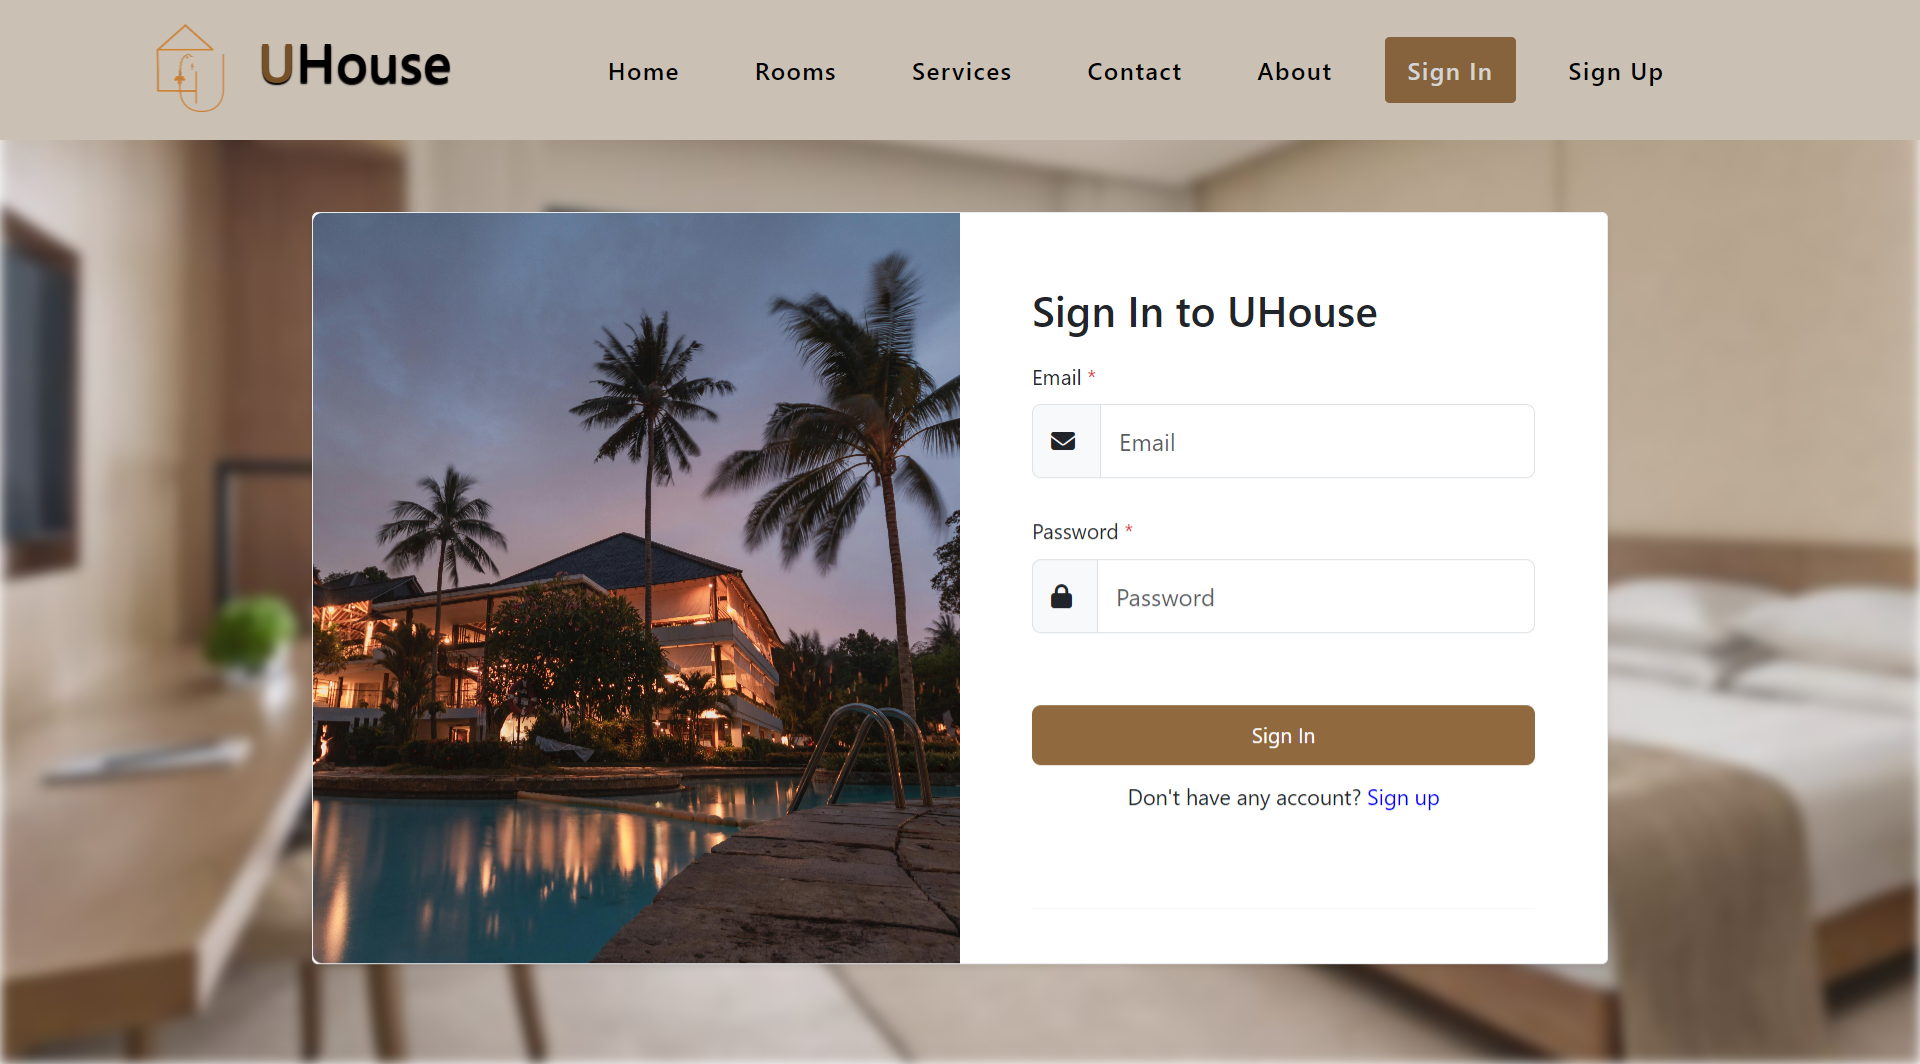 UHouse
Home Rooms Services Contact About Sign In Sign Up
Sign In to UHouse
Email *
Email
Password *
Password
Sign In
Don't have any account? Sign up